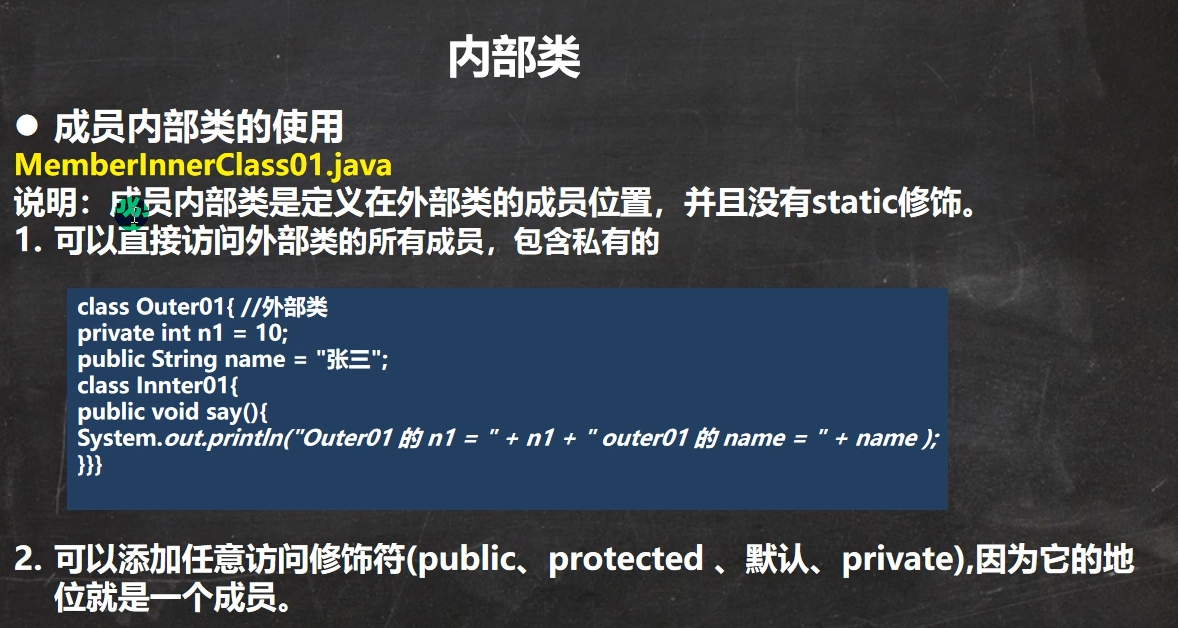 内部类
● 成员内部类的使用
MemberInnerClass01.java
说明：成员内部类是定义在外部类的成员位置，并且没有static修饰。
1. 可以直接访问外部类的所有成员，包含私有的
class Outer01{ //外部类
private int n1 = 10;
public String name = "张三";
class Innter01{
public void say(){
System.out.println("Outer01 的 n1 = " + n1 + " outer01 的 name = " + name );
}}}
2. 可以添加任意访问修饰符(public、protected 、默认、private),因为它的地
位就是一个成员。